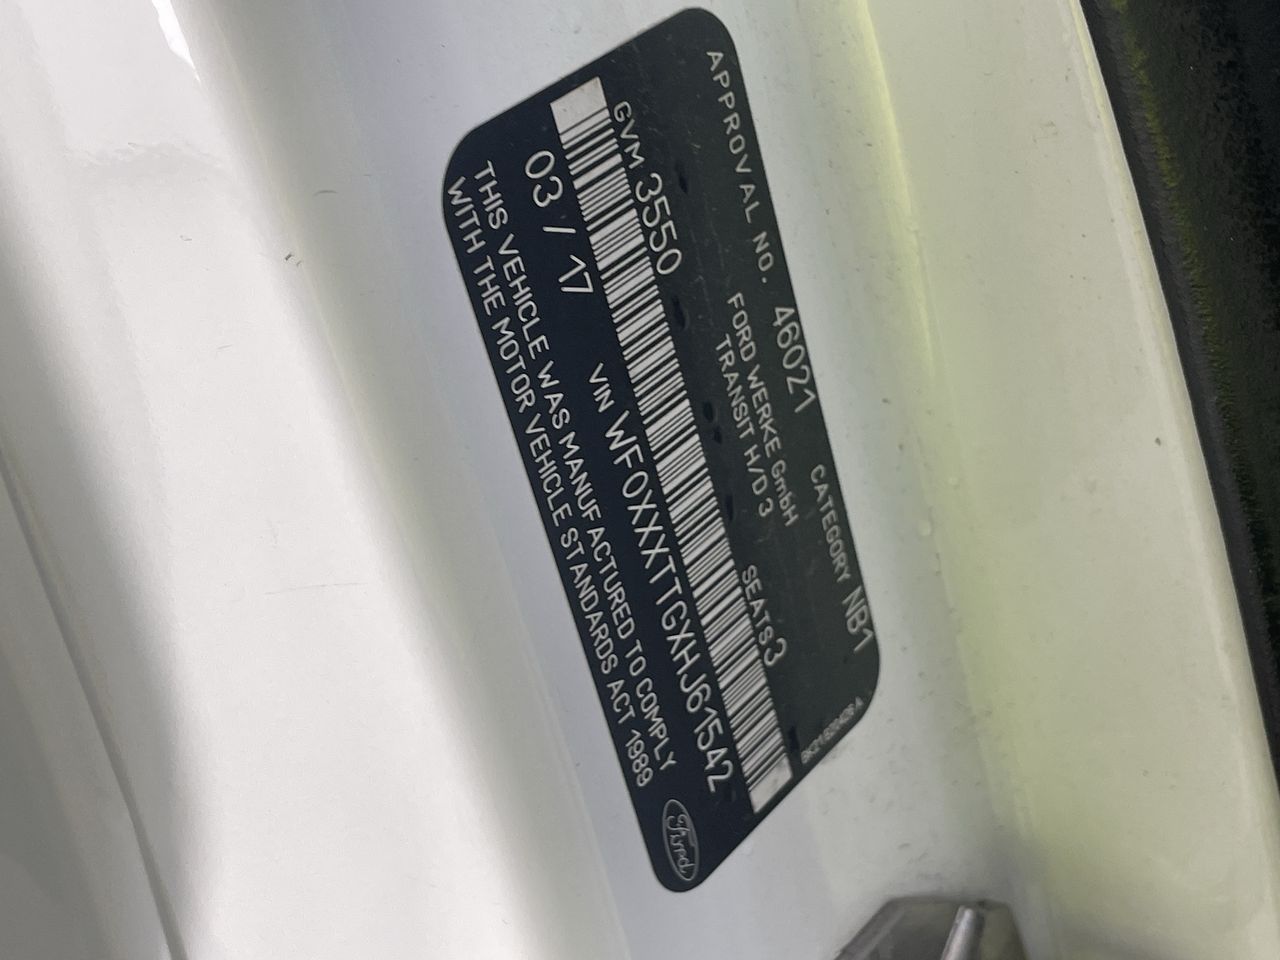 APPROVAL NO. 46021 CATEGORY NB1
FORD WERKE GmbH
TRANSIT H/D 3
GVM 3550 SEATS 3
03 / 17 VIN WF0XXXTTGXHJ61542
THIS VEHICLE WAS MANUFACTURED TO COMPLY
WITH THE MOTOR VEHICLE STANDARDS ACT 1989
Ford